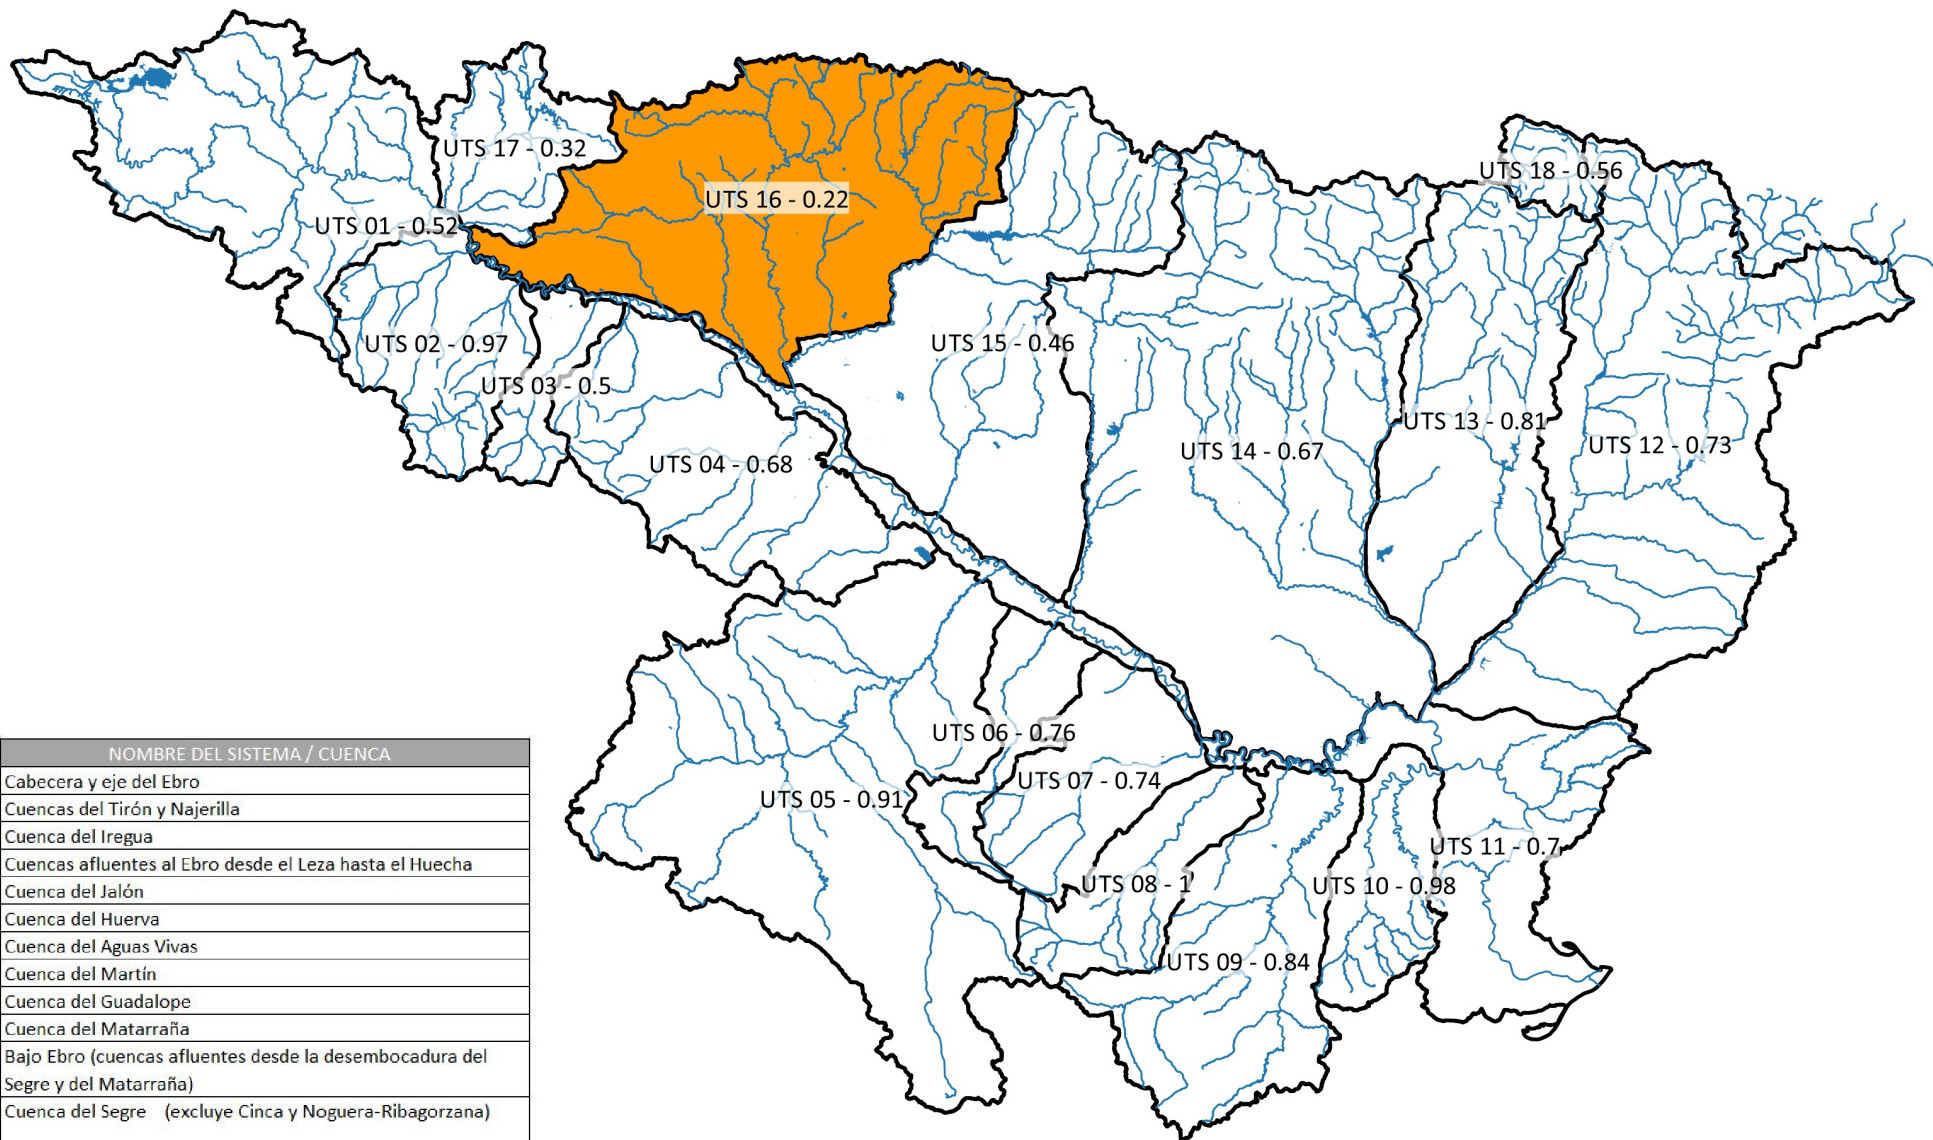 UTS 17 - 0.32
UTS 18 - 0.56
UTS 16 - 0.22
UTS 01 - 0.52
UTS 02 - 0.97
UTS 15 - 0.46
UTS 03 - 0.5
UTS 13 - 0.81
UTS 12 - 0.73
UTS 14 - 0.67
UTS 04 - 0.68
UTS 06 - 0.76
UTS 07 - 0.74
UTS 05 - 0.91
UTS 11 - 0.7
UTS 08 - 1
UTS 10 - 0.98
UTS 09 - 0.84
NOMBRE DEL SISTEMA / CUENCA
Cabecera y eje del Ebro
Cuencas del Tirón y Najerilla
Cuenca del Iregua
Cuencas afluentes al Ebro desde el Leza hasta el Huecha
Cuenca del Jalón
Cuenca del Huerva
Cuenca del Aguas Vivas
Cuenca del Martín
Cuenca del Guadalope
Cuenca del Matarraña
Bajo Ebro (cuencas afluentes desde la desembocadura del
Segre y del Matarraña)
Cuenca del Segre (excluye Cinca y Noguera-Ribagorzana)